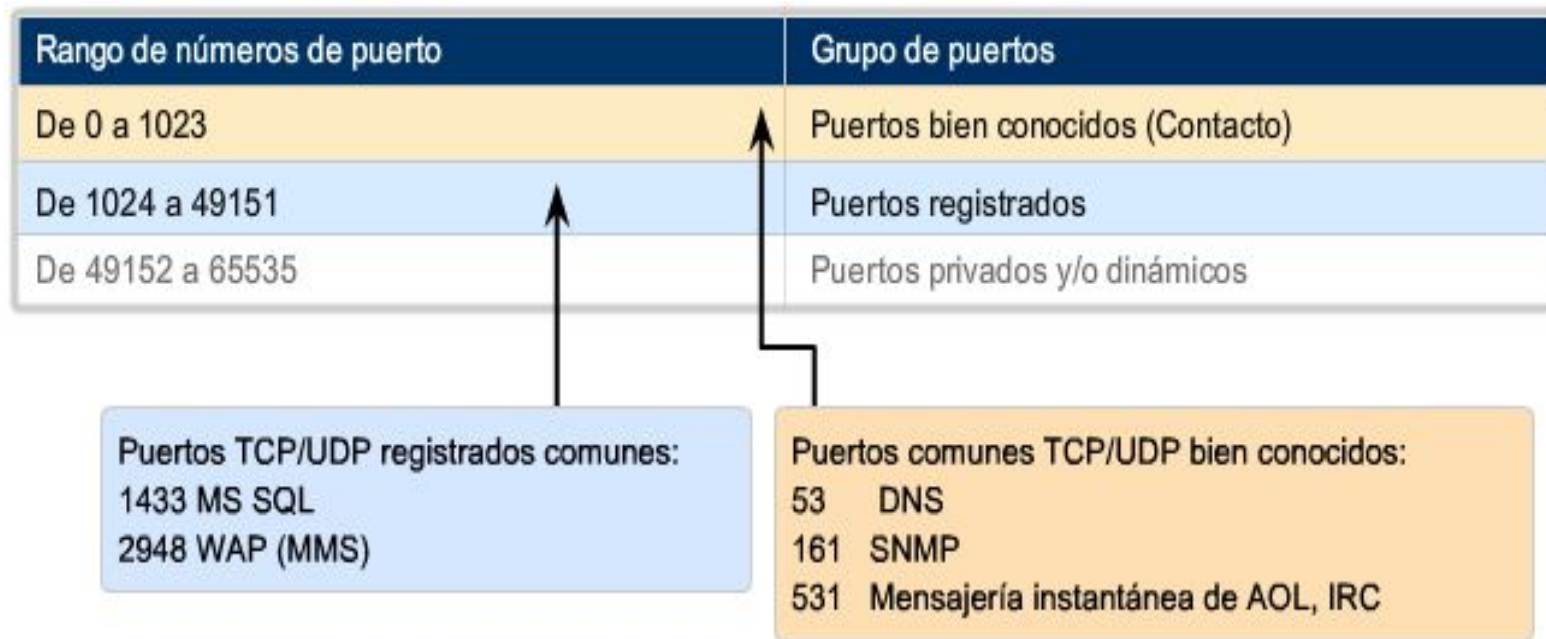 Rango de números de puerto
Grupo de puertos
De 0 a 1023
Puertos bien conocidos (Contacto)
De 1024 a 49151
Puertos registrados
De 49152 a 65535
Puertos privados y/o dinámicos
Puertos TCP/UDP registrados comunes:
1433 MS SQL
2948 WAP (MMS)
Puertos comunes TCP/UDP bien conocidos:
53 DNS
161 SNMP
531 Mensajería instantánea de AOL, IRC